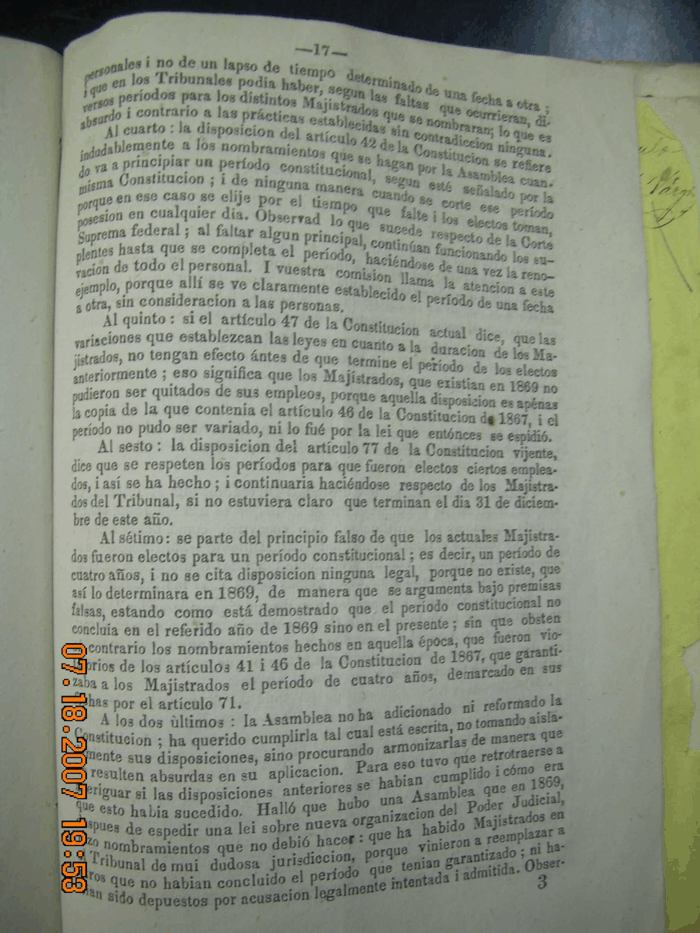 —17—
personales i no de un lapso de tiempo determinado de una fecha a otra ;
i que en los Tribunales podia haber, segun las faltas que ocurrieran, di-
versos períodos para los distintos Majistrados que se nombraran; lo que es
absurdo i contrario a las prácticas establecidas sin contradiccion ninguna.
Al cuarto : la disposicion del artículo 42 de la Constitucion se refiere
indudablemente a los nombramientos que se hagan por la Asamblea cuan-
do va a principiar un período constitucional, segun esté señalado por la
misma Constitucion ; i de ninguna manera cuando se corte ese período
porque en ese caso se elije por el tiempo que falte i los electos toman,
posesion en cualquier dia. Observad lo que sucede respecto de la Corte
Suprema federal ; al faltar algun principal, continúan funcionando los su-
plentes hasta que se completa el período, haciéndose de una vez la reno-
vacion de todo el personal. I vuestra comision llama la atencion a este
ejemplo, porque allí se ve claramente establecido el período de una fecha
a otra, sin consideracion a las personas.
Al quinto : si el artículo 47 de la Constitucion actual dice, que las
variaciones que establezcan las leyes en cuanto a la duracion de los Ma-
jistrados, no tengan efecto ántes de que termine el período de los electos
anteriormente ; eso significa que los Majistrados, que existian en 1869 no
pudieron ser quitados de sus empleos, porque aquella disposicion es apénas
la copia de la que contenia el artículo 46 de la Constitucion de 1867, i el
período no pudo ser variado, ni lo fué por la lei que entónces se espidió.
Al sesto : la disposicion del artículo 77 de la Constitucion vijente,
dice que se respeten los períodos para que fueron electos ciertos emplea-
dos, i así se ha hecho ; i continuaria haciéndose respecto de los Majistra-
dos del Tribunal, si no estuviera claro que terminan el dia 31 de diciem-
bre de este año.
Al sétimo : se parte del principio falso de que los actuales Majistra-
dos fueron electos para un período constitucional ; es decir, un período de
cuatro años, i no se cita disposicion ninguna legal, porque no existe, que
así lo determinara en 1869, de manera que se argumenta bajo premisas
falsas, estando como está demostrado que el período constitucional no
concluia en el referido año de 1869 sino en el presente ; sin que obsten
contrario los nombramientos hechos en aquella época, que fueron vio-
de los artículos 41 i 46 de la Constitucion de 1867, que garanti-
zaba a los Majistrados el período de cuatro años, demarcado en sus
por el artículo 71.
A los dos últimos : la Asamblea no ha adicionado ni reformado la
Constitucion ; ha querido cumplirla tal cual está escrita, no tomando aisla-
mente sus disposiciones, sino procurando armonizarlas de manera que
resulten absurdas en su aplicacion. Para eso tuvo que retrotraerse a
si las disposiciones anteriores se habian cumplido i cómo era
que esto habia sucedido. Halló que hubo una Asamblea que en 1869,
de espedir una lei sobre nueva organizacion del Poder Judicial,
nombramientos que no debió hacer : que ha habido Majistrados en
Tribunal de mui dudosa jurisdiccion, porque vinieron a reemplazar a
que no habian concluido el período que tenian garantizado ; ni ha-
sido depuestos por acusacion legalmente intentada i admitida. Obser-
3
07.18.2007 19:53